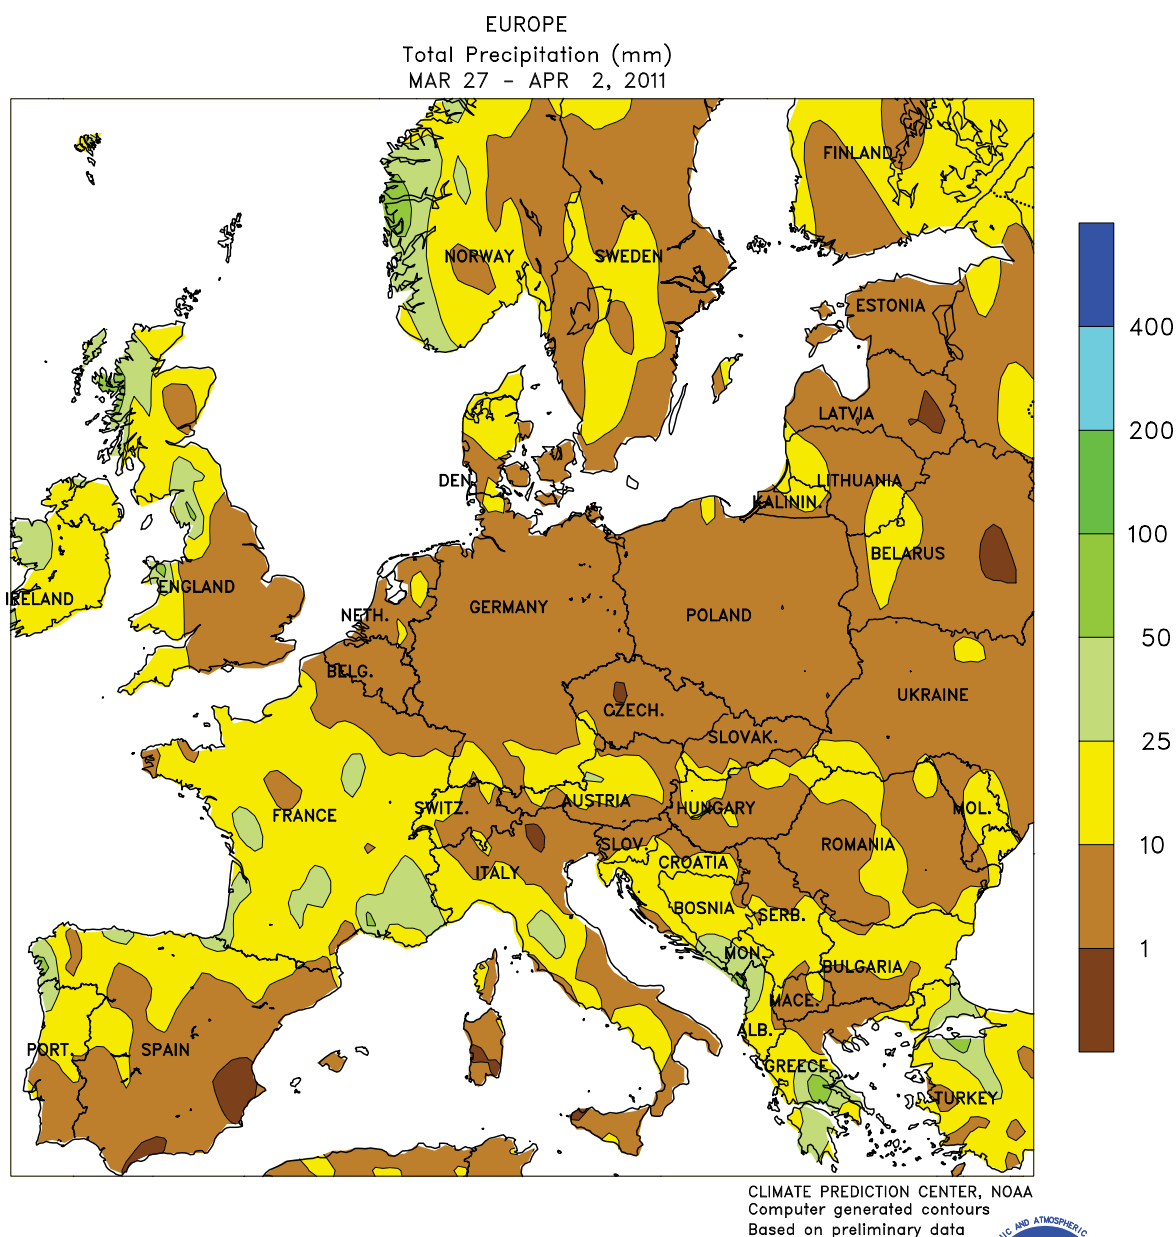 EUROPE
Total Precipitation (mm)
MAR 27 - APR 2, 2011
FINLAND
NORWAY
SWEDEN
ESTONIA
400
LATVIA
200
DEN.
LITHUANIA
KALININ.
100
BELARUS
ENGLAND
IRELAND
GERMANY
NETH.
POLAND
50
BELG.
UKRAINE
CZECH.
SLOVAK.
25
AUSTRIA
SWITZ.
HUNGARY
MOL.
FRANCE
SLOV.
ROMANIA
10
CROATIA
ITALY
BOSNIA
SERB.
1
MON.
BULGARIA
MACE.
ALB.
PORT.
SPAIN
GREECE
TURKEY
CLIMATE PREDICTION CENTER, NOAA
Computer generated contours
Based on preliminary data
AND ATMOSPHERIC